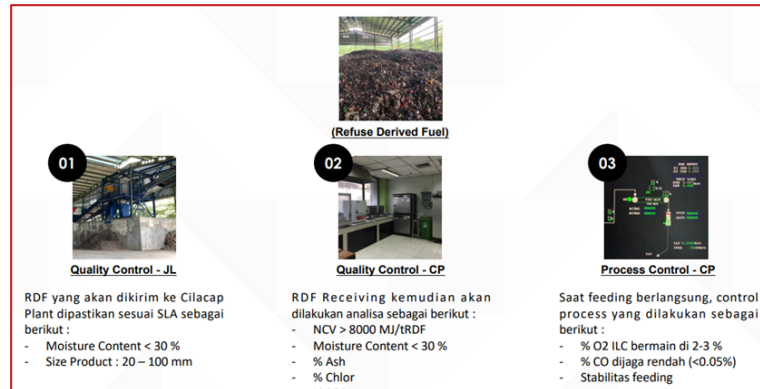 (Refuse Derived Fuel)
01
02
03
Quality Control - JL
Quality Control - CP
Process Control - CP
RDF yang akan dikirim ke Cilacap
Plant dipastikan sesuai SLA sebagai
berikut :
- Moisture Content < 30 %
- Size Product : 20 – 100 mm
RDF Receiving kemudian akan
dilakukan analisa sebagai berikut :
- NCV > 8000 MJ/tRDF
- Moisture Content < 30 %
- % Ash
- % Chlor
Saat feeding berlangsung, control
process yang dilakukan sebagai
berikut :
- % O2 ILC bermain di 2-3 %
- % CO dijaga rendah (<0.05%)
- Stabilitas feeding